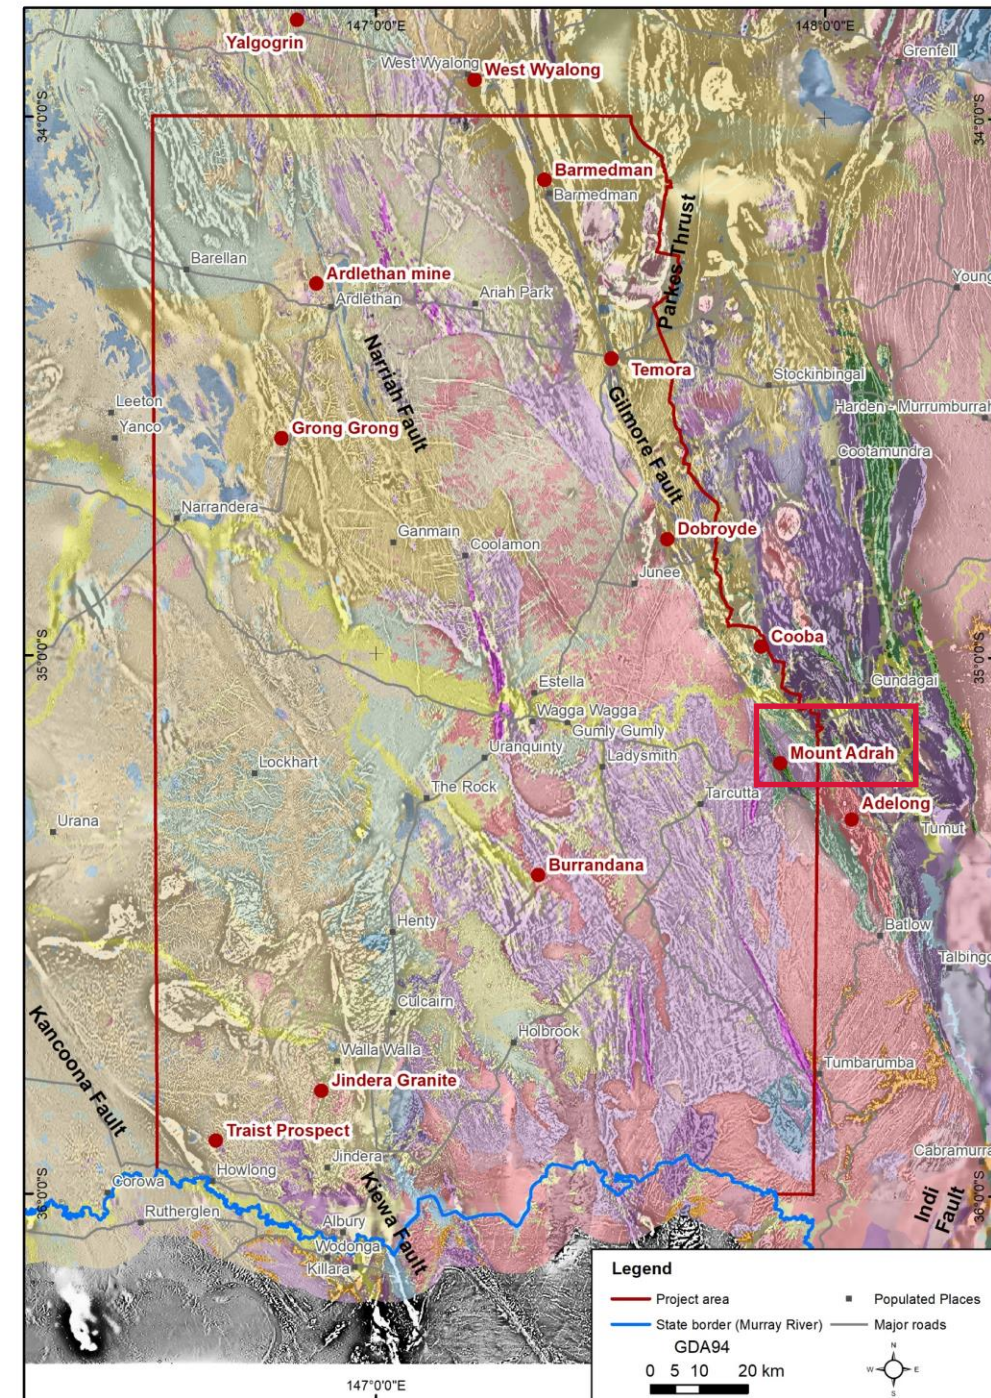 147°0'0"E
148°0'0"E
Yalgogrin
West Wyalong
West Wyalong
Grenfell
34°0'0"S
34°0'0"S
Barmedman
Barmedman
Parkes Thrust
Barellan
Ardlethan mine
Ardlethan
Ariah Park
Young
Narriah Fault
Temora
Stockinbingal
Gilmore Fault
Leeton
Yanco
Grong Grong
Harden - Murrumburrah
Cootamundra
Narrandera
Ganmain
Coolamon
Dobroyde
Junee
35°0'0"S
35°0'0"S
Cooba
Gundagai
Estella
Wagga Wagga
Gumly Gumly
Uranquinty
Ladysmith
Mount Adrah
Lockhart
The Rock
Tarcutta
Adelong
Urana
Tumut
Burrandana
Henty
Batlow
Talbingo
Culcairn
Holbrook
Kancoona Fault
Walla Walla
Tumbarumba
Jindera Granite
Traist Prospect
Jindera
Howlong
Cabramurra
Corowa
Kiewa Fault
Indi Fault
36°0'0"S
36°0'0"S
Rutherglen
Albury
Wodonga
Killara
Legend
Project area
Populated Places
State border (Murray River)
Major roads
GDA94
0 5 10 20 km
N
W E
S
147°0'0"E